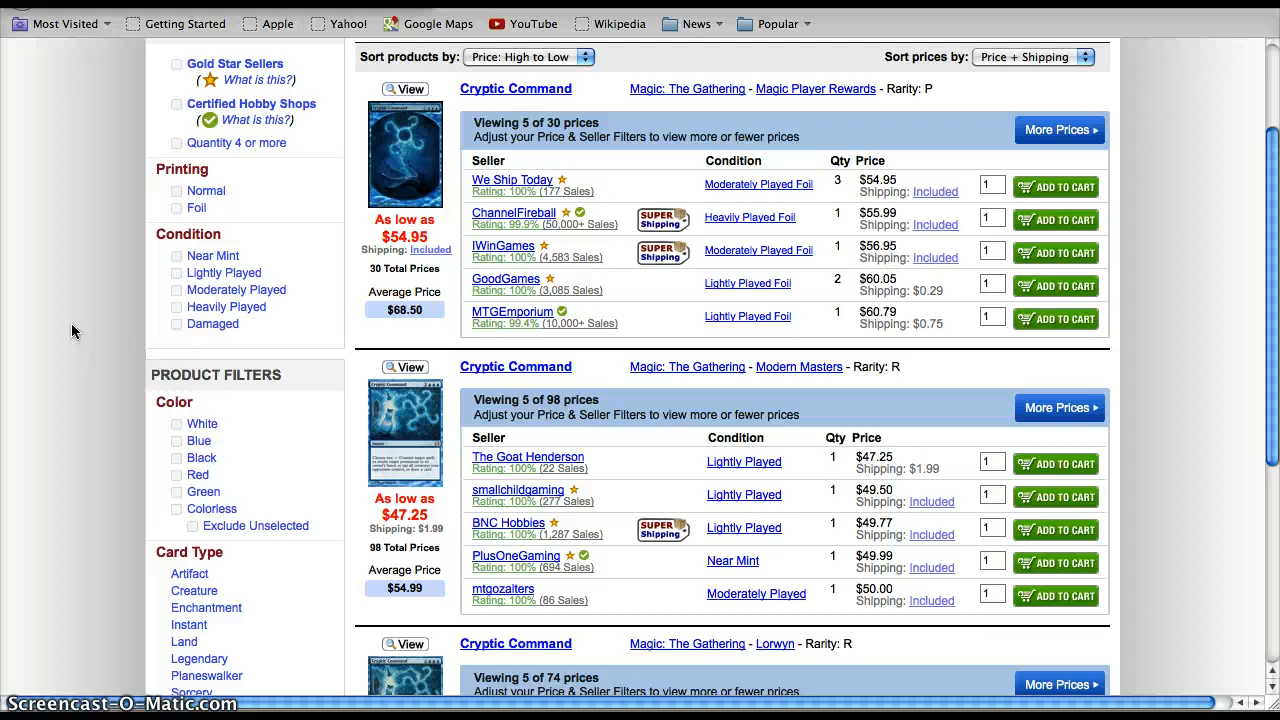 Most Visited Getting Started Apple Yahoo! Google Maps YouTube Wikipedia News Popular
Gold Star Sellers
( What is this?)
Certified Hobby Shops
( What is this?)
Quantity 4 or more
Printing
Normal
Foil
Condition
Near Mint
Lightly Played
Moderately Played
Heavily Played
Damaged
PRODUCT FILTERS
Color
White
Blue
Black
Red
Green
Colorless
Exclude Unselected
Card Type
Artifact
Creature
Enchantment
Instant
Land
Legendary
Planeswalker
Sorcery
Sort products by: Price: High to Low Sort prices by: Price + Shipping
View Cryptic Command Magic: The Gathering - Magic Player Rewards - Rarity: P
As low as
$54.95
Shipping: Included
30 Total Prices
Average Price
$68.50
Viewing 5 of 30 prices
Adjust your Price & Seller Filters to view more or fewer prices
More Prices
Seller Condition Qty Price
We Ship Today Moderately Played Foil 3 $54.95 1 ADD TO CART
Rating: 100% (177 Sales) Shipping: Included
ChannelFireball SUPER Shipping Heavily Played Foil 1 $55.99 1 ADD TO CART
Rating: 99.9% (50,000+ Sales) Shipping: Included
IWinGames SUPER Shipping Moderately Played Foil 1 $56.95 1 ADD TO CART
Rating: 100% (4,583 Sales) Shipping: Included
GoodGames Lightly Played Foil 2 $60.05 1 ADD TO CART
Rating: 100% (3,085 Sales) Shipping: $0.29
MTGEmporium Lightly Played Foil 1 $60.79 1 ADD TO CART
Rating: 99.4% (10,000+ Sales) Shipping: $0.75
View Cryptic Command Magic: The Gathering - Modern Masters - Rarity: R
Cryptic Command
As low as
$47.25
Shipping: $1.99
98 Total Prices
Average Price
$54.99
Viewing 5 of 98 prices
Adjust your Price & Seller Filters to view more or fewer prices
More Prices
Seller Condition Qty Price
The Goat Henderson Lightly Played 1 $47.25 1 ADD TO CART
Rating: 100% (22 Sales) Shipping: $1.99
smallchildgaming Lightly Played 1 $49.50 1 ADD TO CART
Rating: 100% (277 Sales) Shipping: Included
BNC Hobbies SUPER Shipping Lightly Played 1 $49.77 1 ADD TO CART
Rating: 100% (1,287 Sales) Shipping: Included
PlusOneGaming Near Mint 1 $49.99 1 ADD TO CART
Rating: 100% (694 Sales) Shipping: Included
mtgozalters Moderately Played 1 $50.00 1 ADD TO CART
Rating: 100% (86 Sales) Shipping: Included
View Cryptic Command Magic: The Gathering - Lorwyn - Rarity: R
Cryptic Command
Viewing 5 of 74 prices
Adjust your Price & Seller Filters to view more or fewer prices
More Prices
Screencast-O-Matic.com